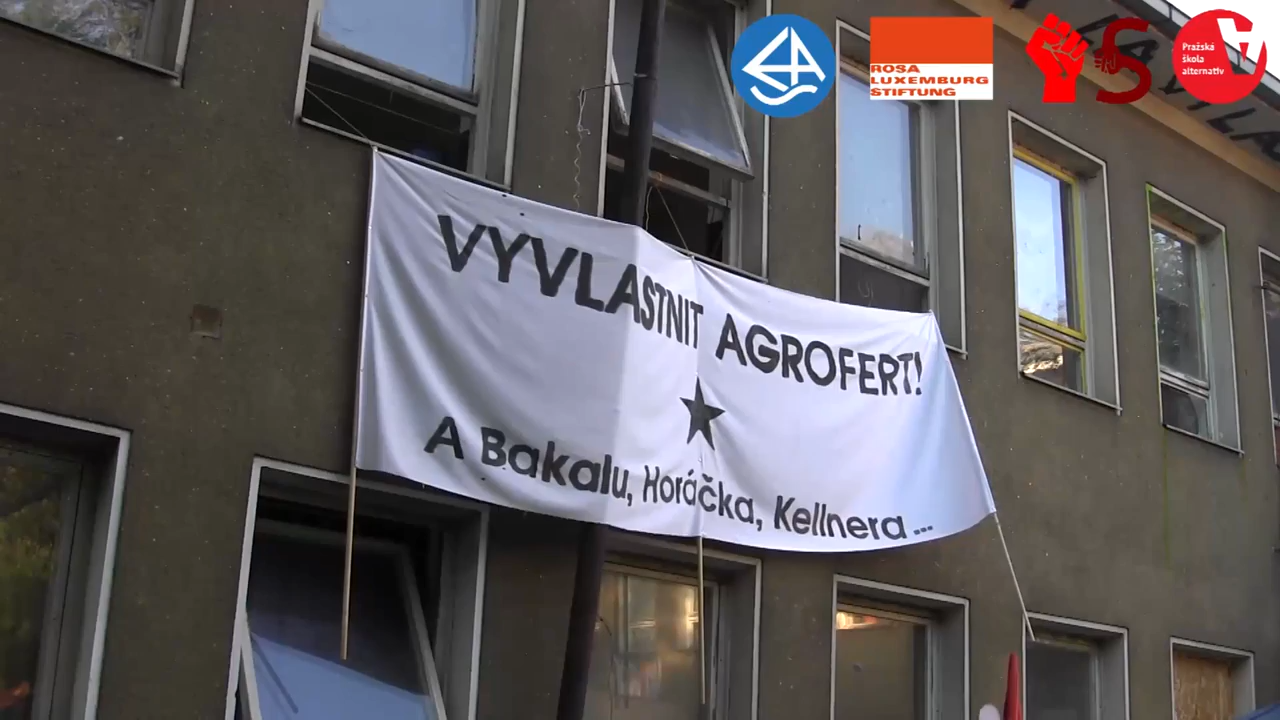 ROSA
LUXEMBURG
STIFTUNG
Pražská
škola
alternativ
VYVLASTNIT AGROFERT!
A Bakalu, Horáčka, Kellnera ...